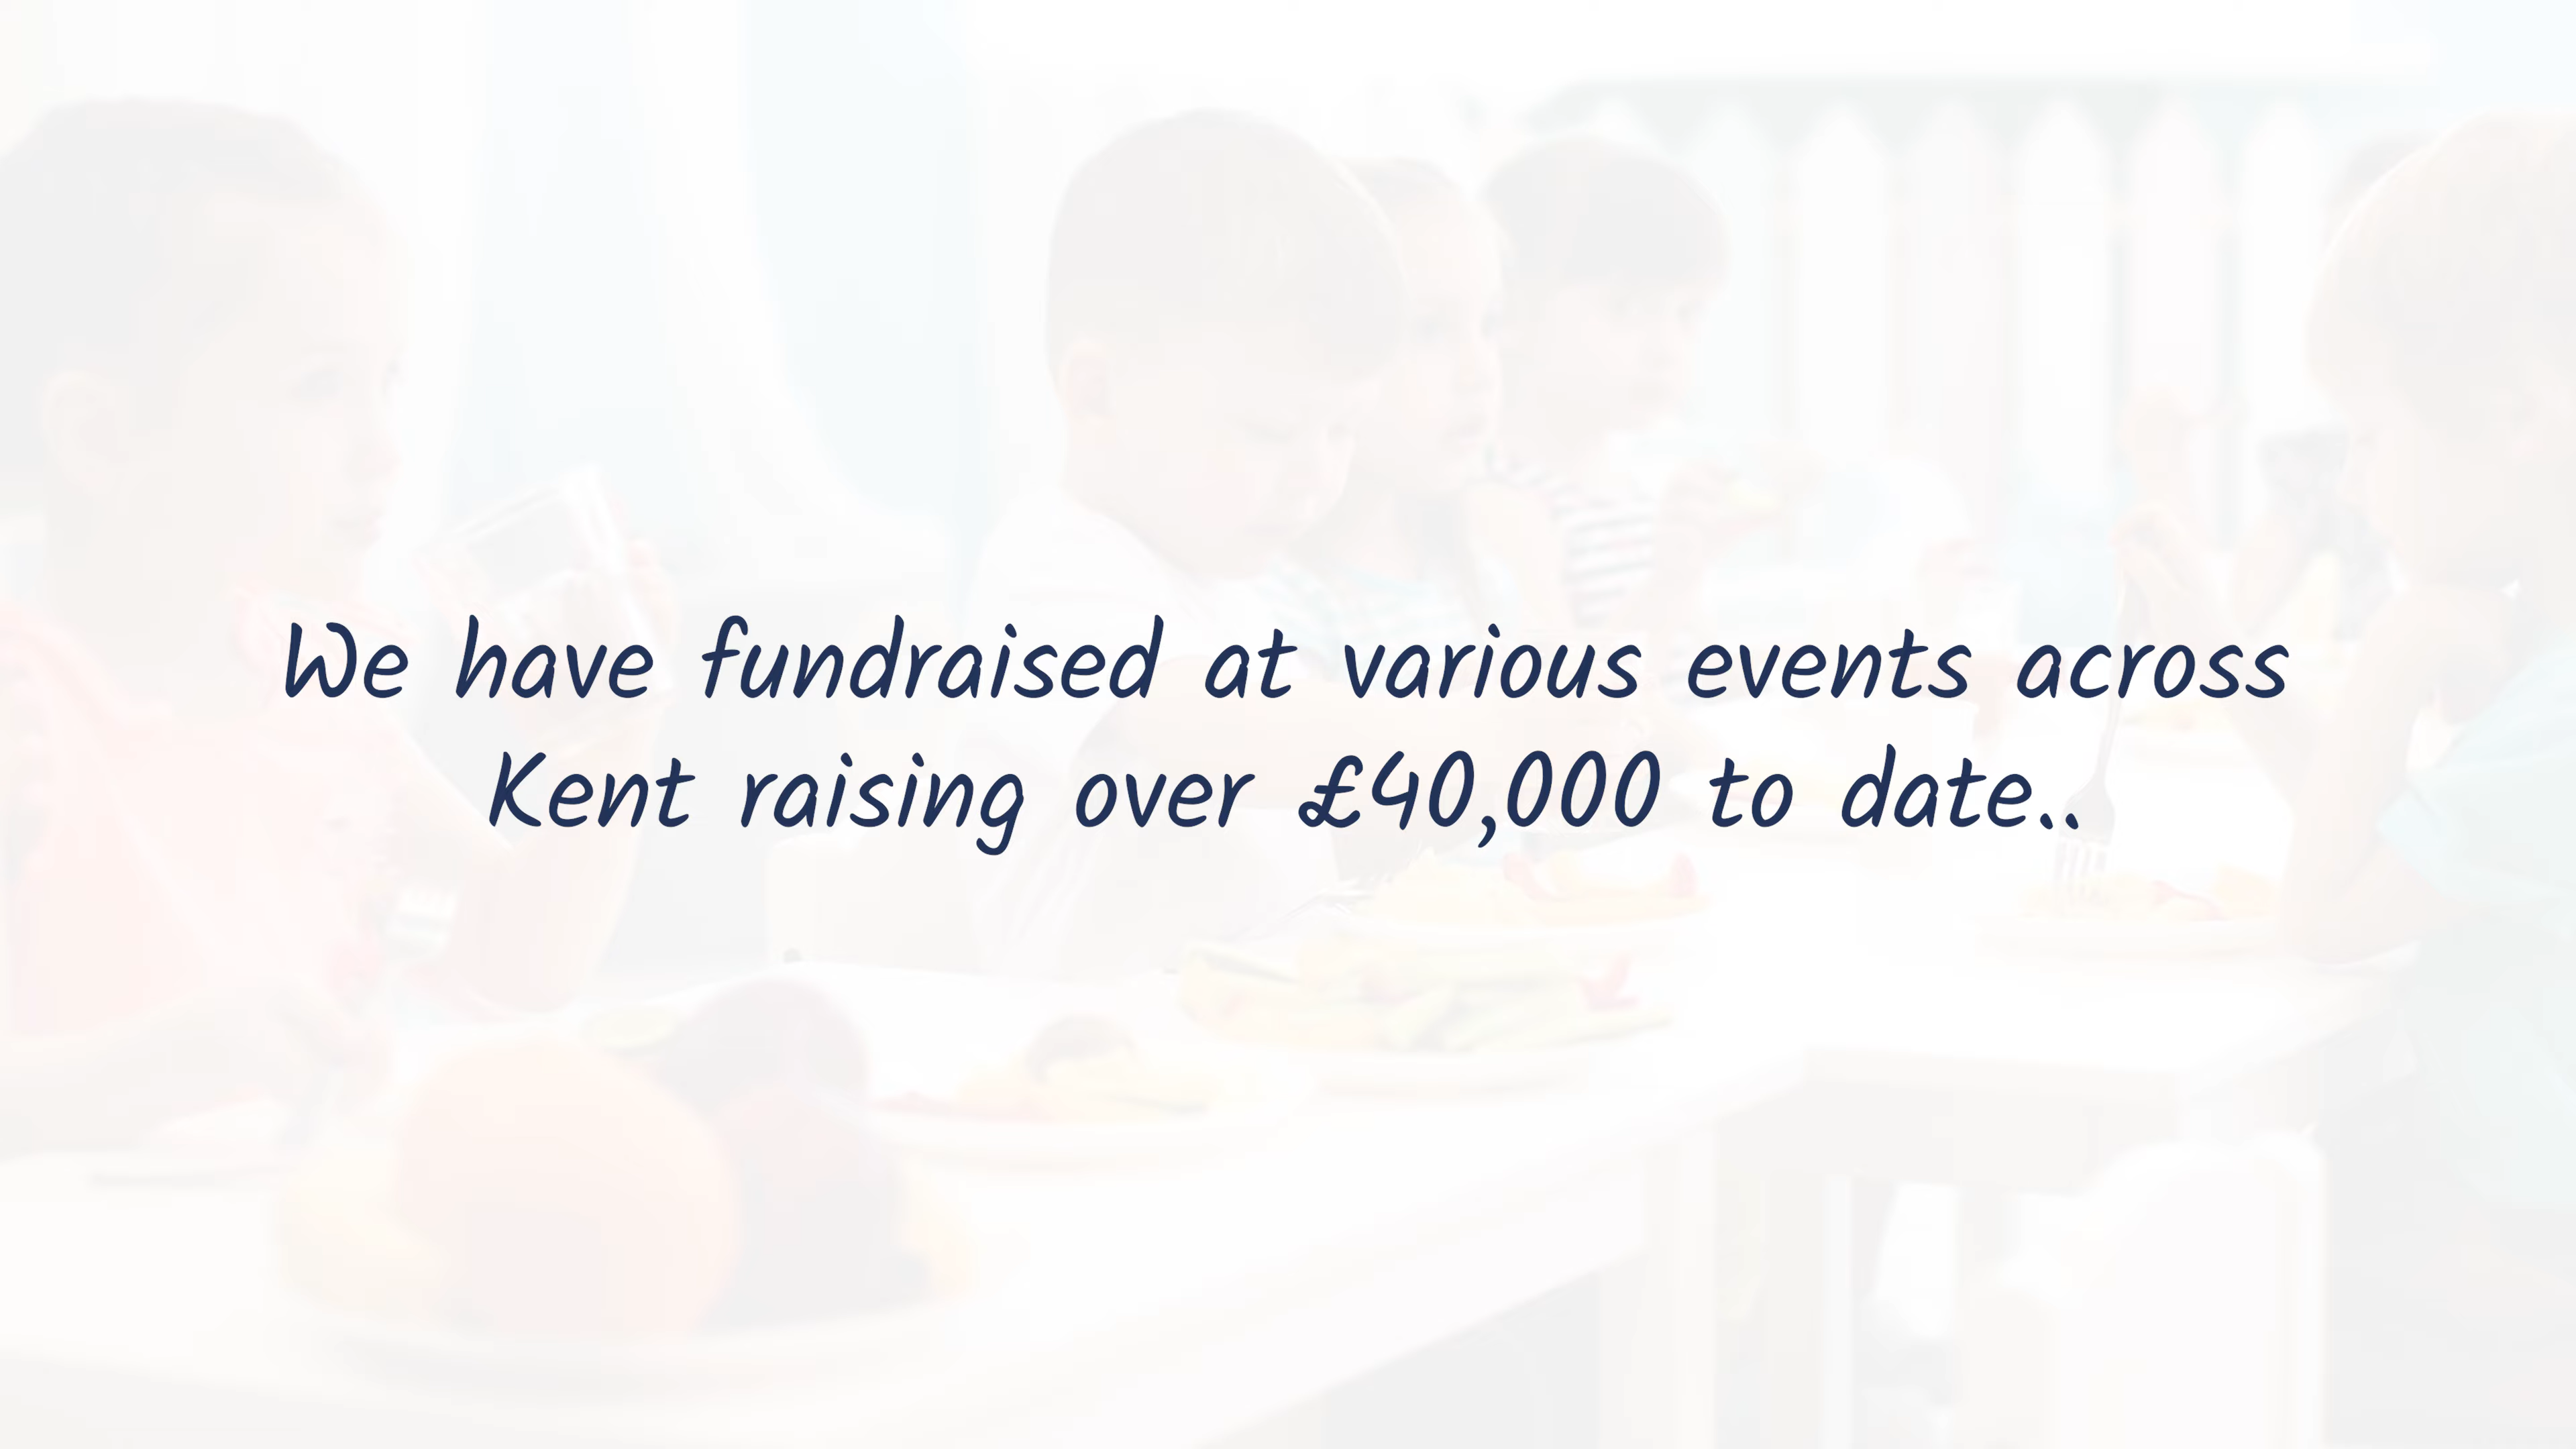 We have fundraised at various events across
Kent raising over £40,000 to date..